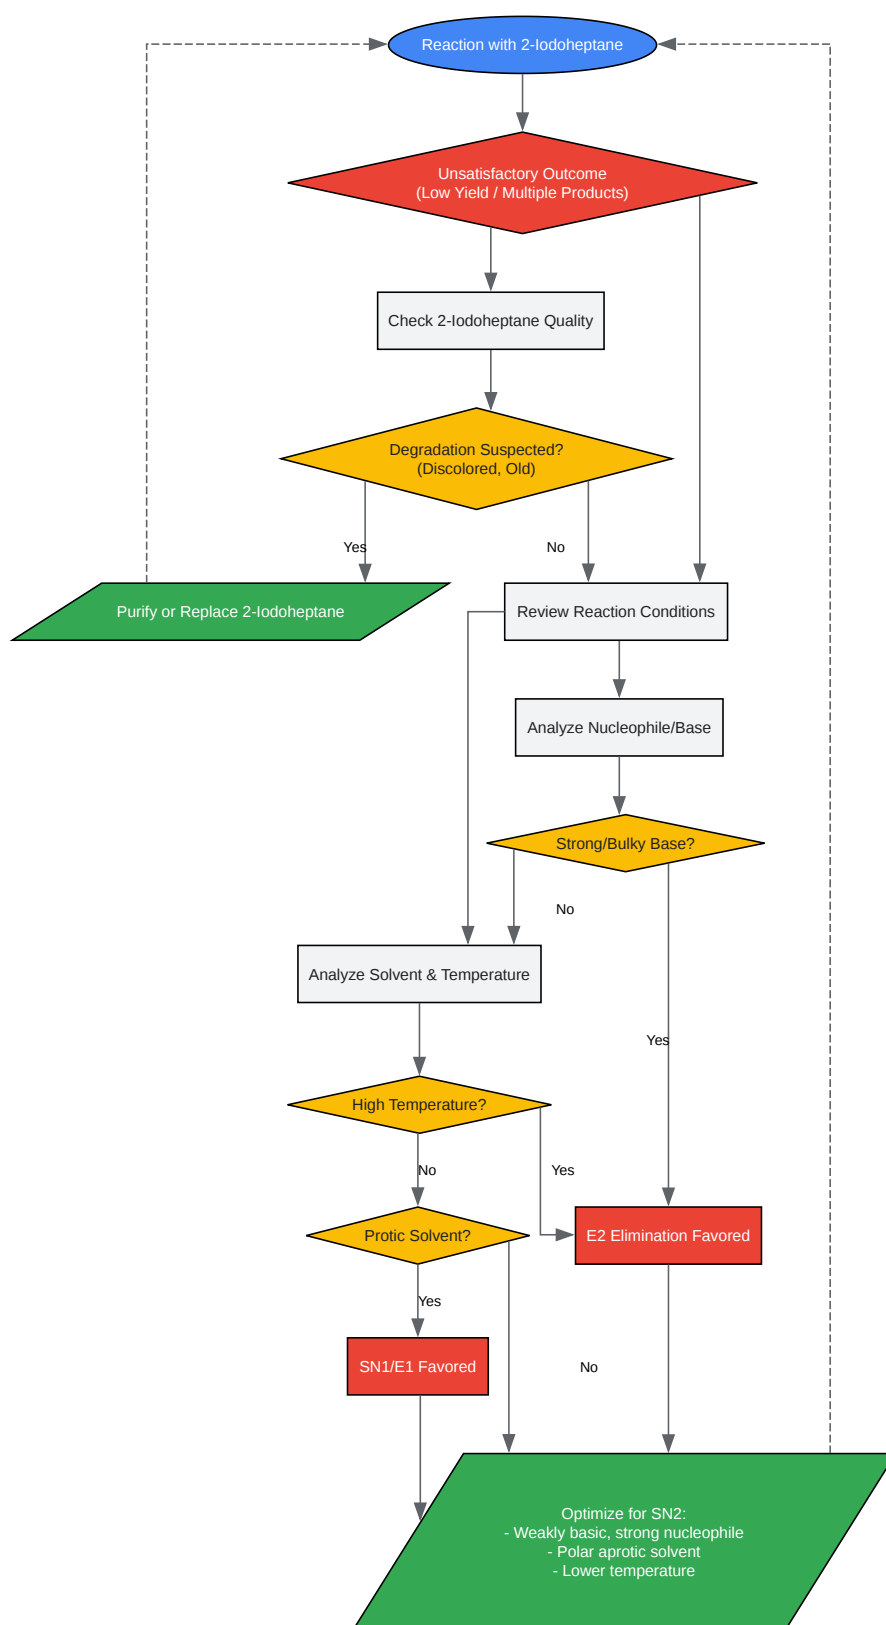 Reaction with 2-Iodoheptane
Unsatisfactory Outcome
(Low Yield / Multiple Products)
Check 2-Iodoheptane Quality
Degradation Suspected?
(Discolored, Old)
Yes
No
Purify or Replace 2-Iodoheptane
Review Reaction Conditions
Analyze Nucleophile/Base
Strong/Bulky Base?
No
Analyze Solvent & Temperature
Yes
High Temperature?
No
Yes
Protic Solvent?
E2 Elimination Favored
Yes
SN1/E1 Favored
No
Optimize for SN2:
- Weakly basic, strong nucleophile
- Polar aprotic solvent
- Lower temperature